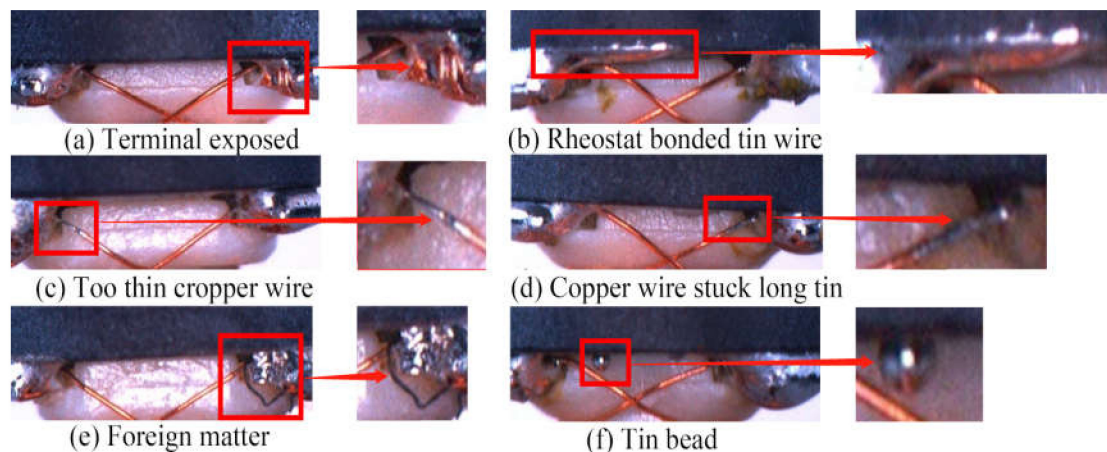 (a) Terminal exposed
(b) Rheostat bonded tin wire
(c) Too thin cropper wire
(d) Copper wire stuck long tin
(e) Foreign matter
(f) Tin bead